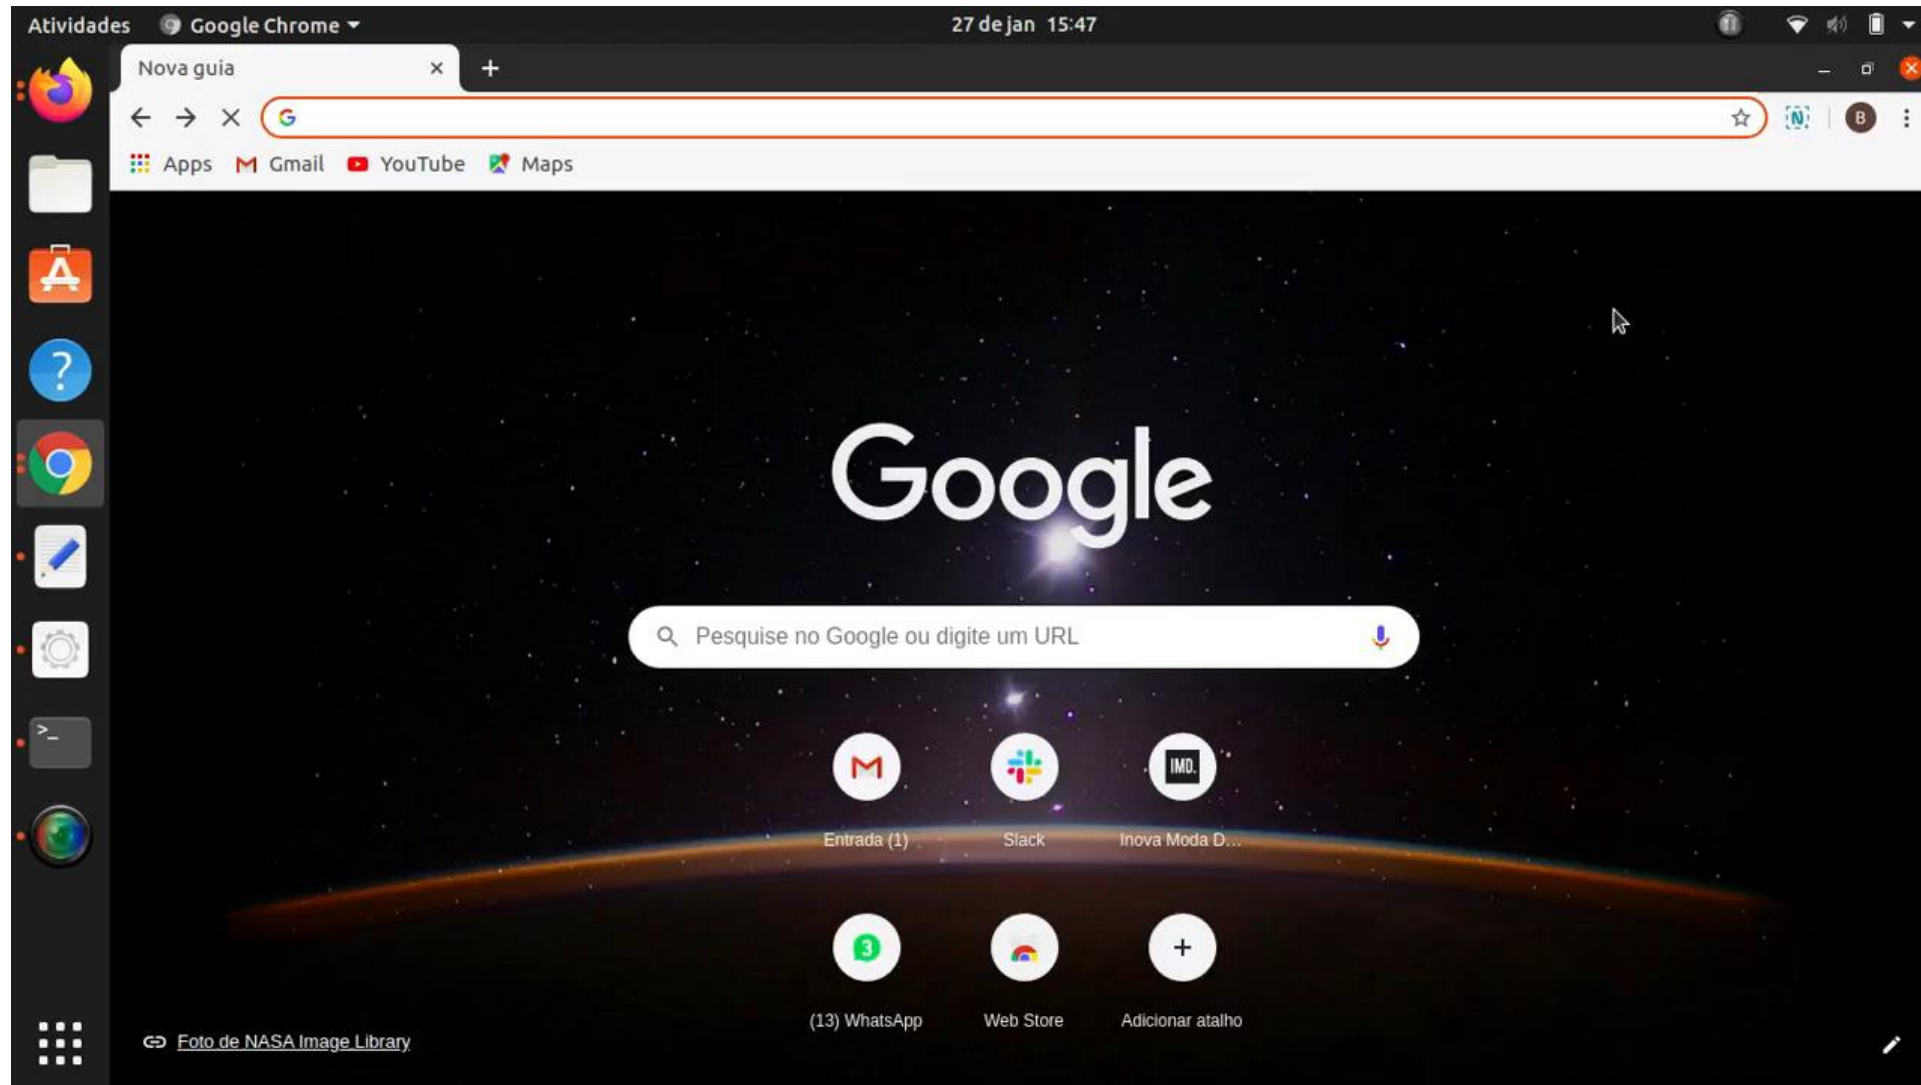 Atividades Google Chrome 27 de jan 15:47
Nova guia
Apps Gmail YouTube Maps
Google
Pesquise no Google ou digite um URL
IMD.
Entrada (1) Slack Inova Moda D...
3
(13) WhatsApp Web Store Adicionar atalho
Foto de NASA Image Library
N
B
>_